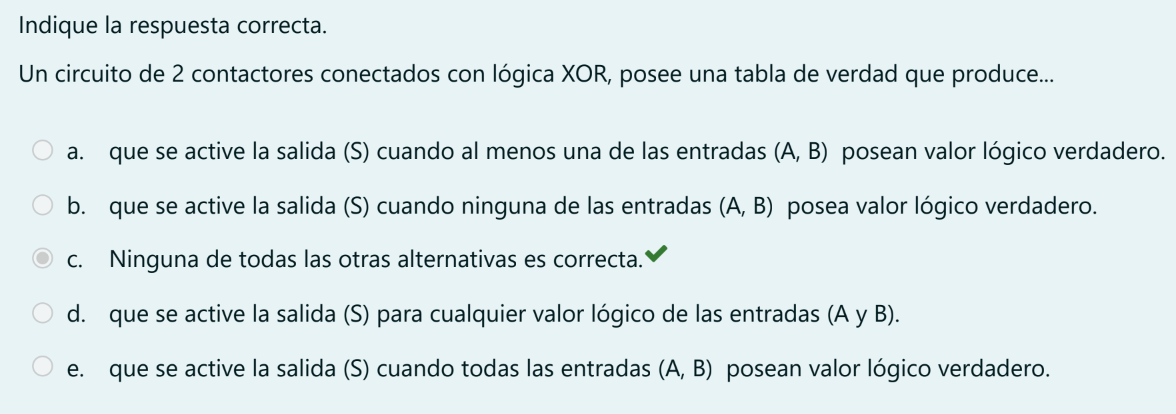 Indique la respuesta correcta.
Un circuito de 2 contactores conectados con lógica XOR, posee una tabla de verdad que produce...
a. que se active la salida (S) cuando al menos una de las entradas (A, B) posean valor lógico verdadero.
b. que se active la salida (S) cuando ninguna de las entradas (A, B) posea valor lógico verdadero.
c. Ninguna de todas las otras alternativas es correcta.
d. que se active la salida (S) para cualquier valor lógico de las entradas (A y B).
e. que se active la salida (S) cuando todas las entradas (A, B) posean valor lógico verdadero.